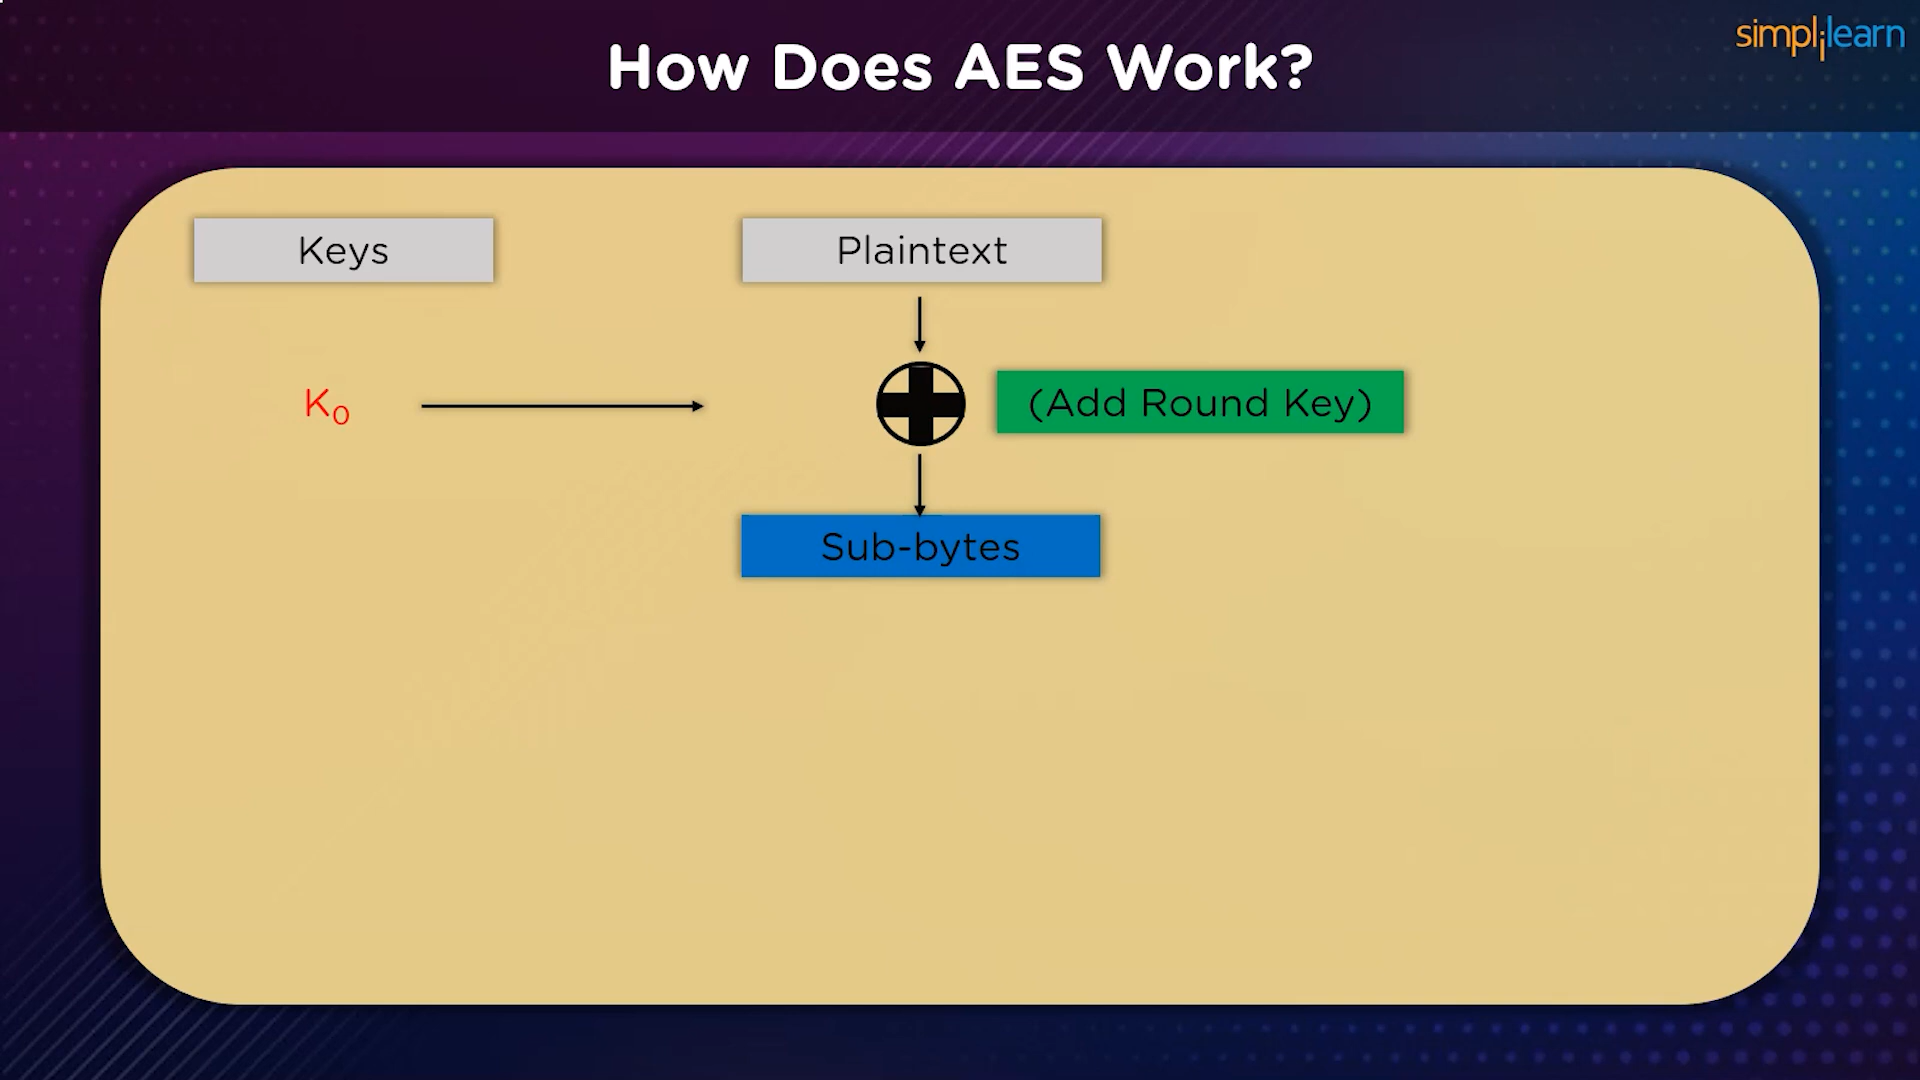 How Does AES Work?
simplilearn
Keys
Plaintext
K₀
(Add Round Key)
Sub-bytes